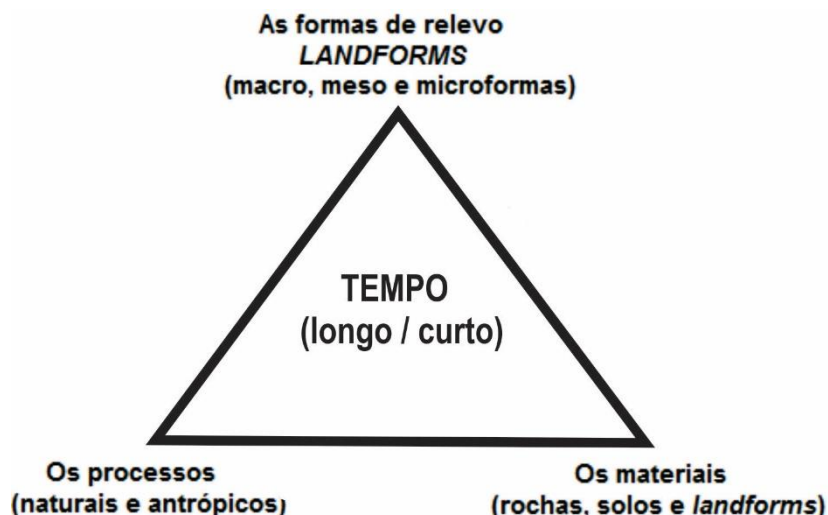 As formas de relevo
LANDFORMS
(macro, meso e microformas)
TEMPO
(longo / curto)
Os processos
(naturais e antrópicos)
Os materiais
(rochas, solos e landforms)